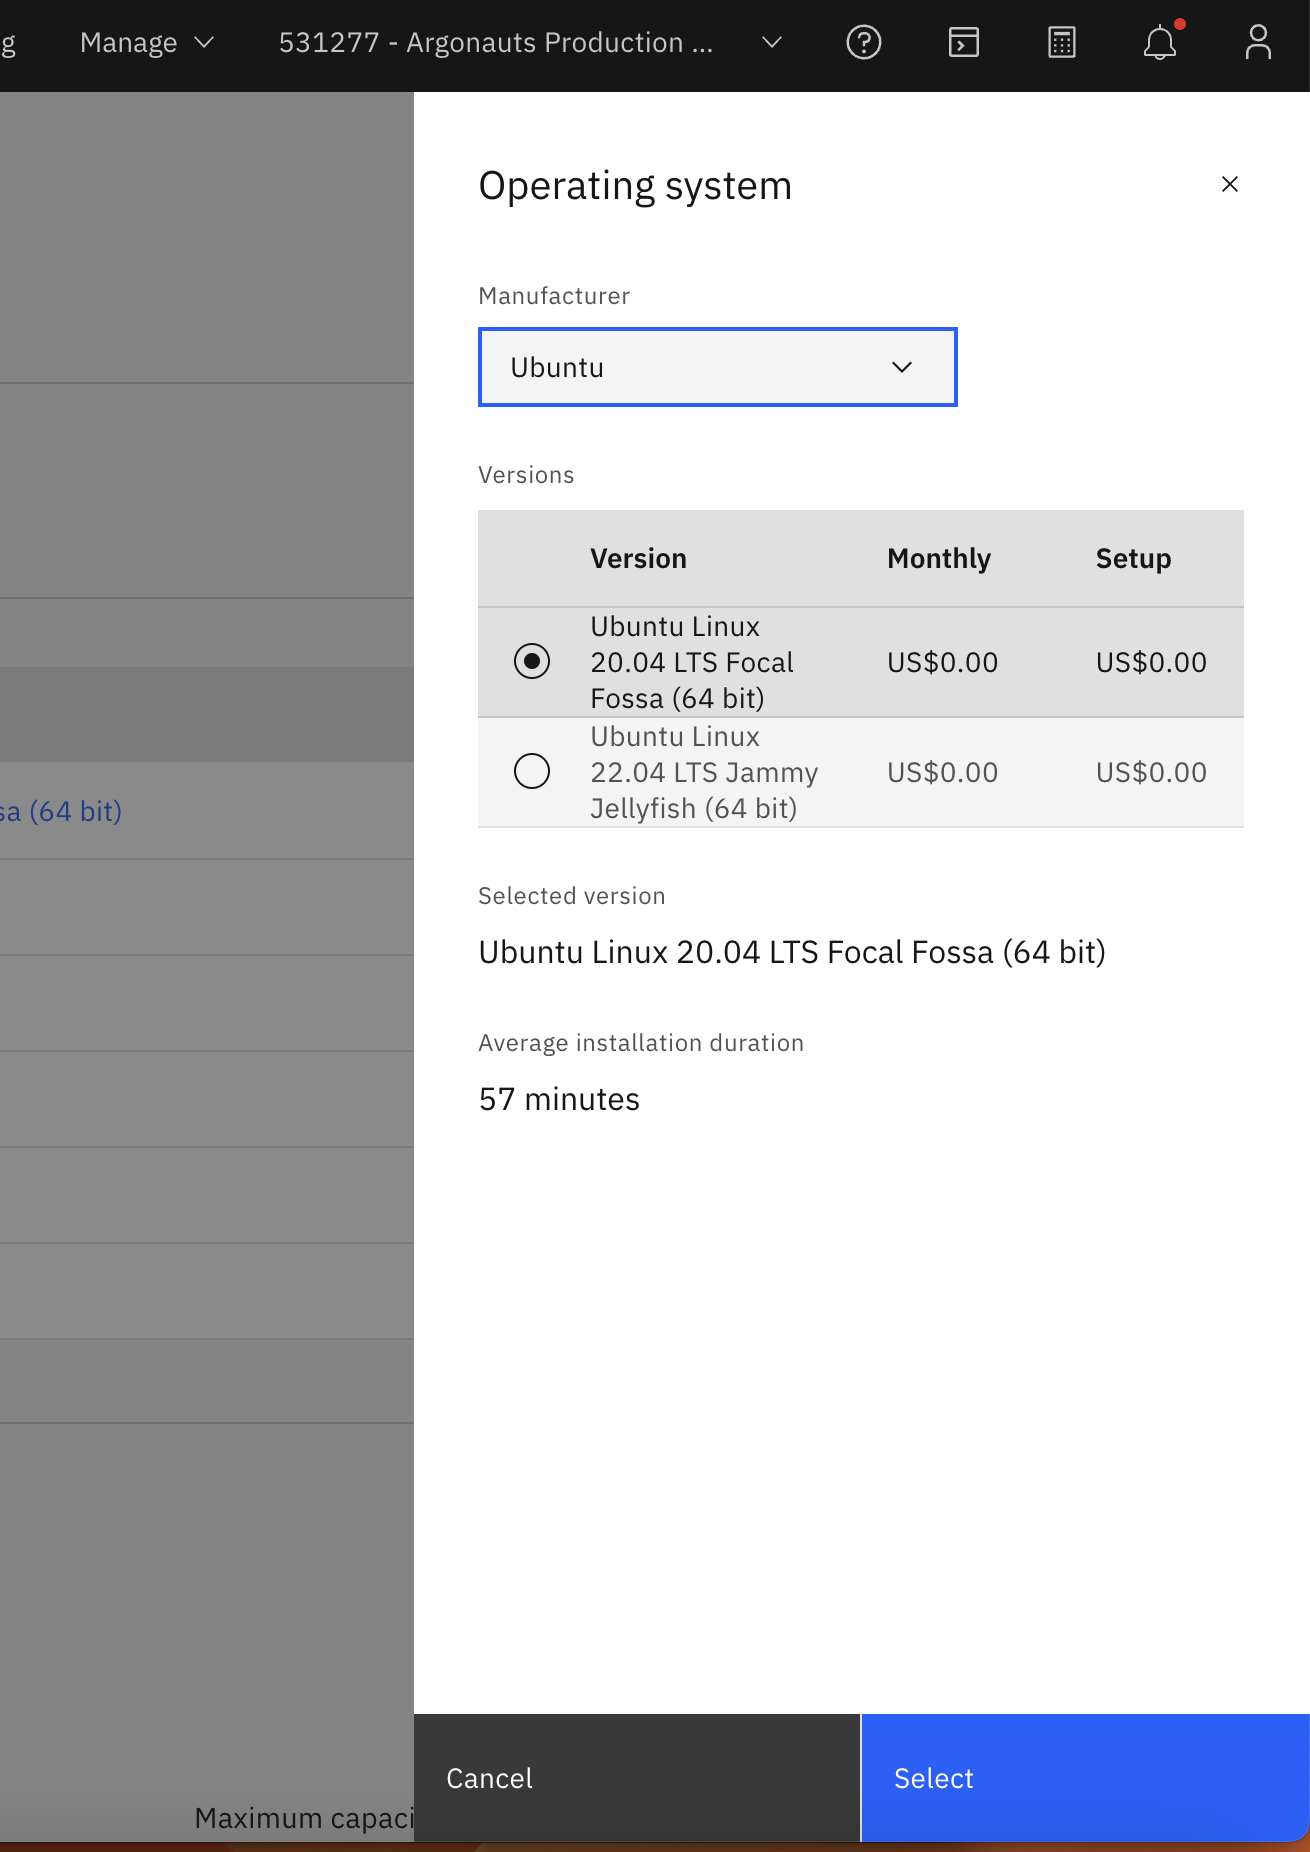 g Manage 531277 - Argonauts Production ...
Operating system
Manufacturer
Ubuntu
Versions
Version Monthly Setup
Ubuntu Linux
20.04 LTS Focal
Fossa (64 bit)
US$0.00 US$0.00
Ubuntu Linux
22.04 LTS Jammy
Jellyfish (64 bit)
US$0.00 US$0.00
sa (64 bit)
Selected version
Ubuntu Linux 20.04 LTS Focal Fossa (64 bit)
Average installation duration
57 minutes
Maximum capaci
Cancel Select